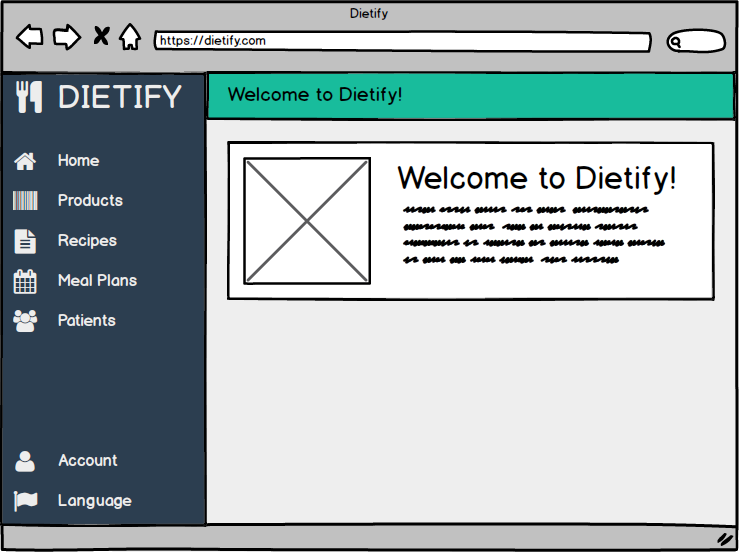 Dietify
https://dietify.com
DIETIFY
Welcome to Dietify!
Home
Products
Recipes
Meal Plans
Patients
Account
Language
Welcome to Dietify!